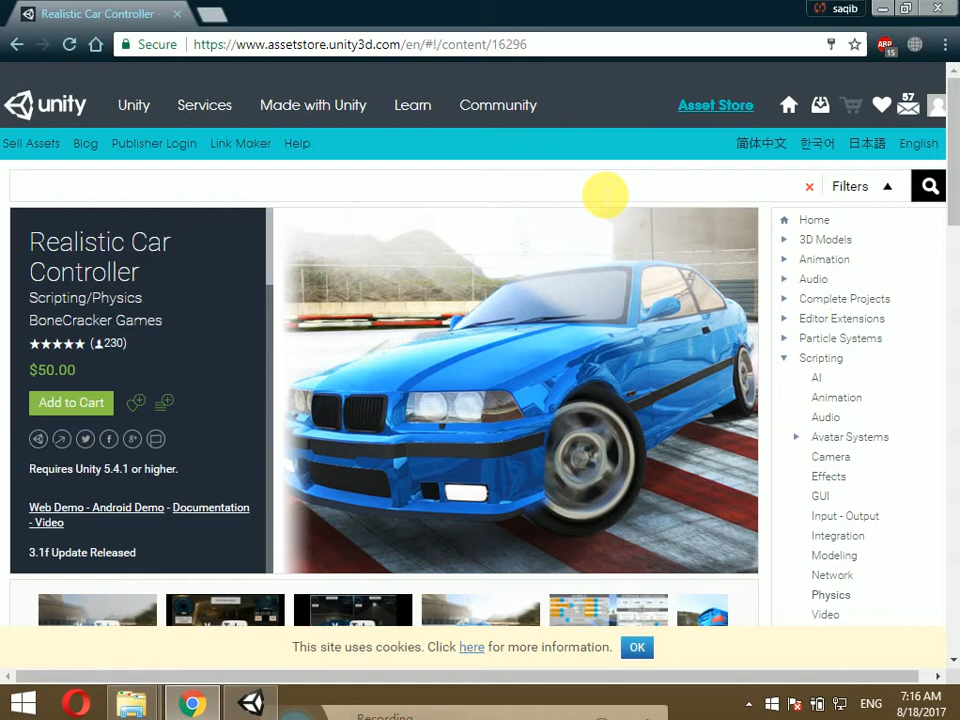 Realistic Car Controller -
saqib
Secure
https://www.assetstore.unity3d.com/en/#!/content/16296
ABP
15
unity
Unity
Services
Made with Unity
Learn
Community
Asset Store
57
Sell Assets
Blog
Publisher Login
Link Maker
Help
简体中文
한국어
日本語
English
Filters
Realistic Car
Controller
Scripting/Physics
BoneCracker Games
(230)
$50.00
Add to Cart
Requires Unity 5.4.1 or higher.
Web Demo - Android Demo - Documentation
- Video
3.1f Update Released
Home
3D Models
Animation
Audio
Complete Projects
Editor Extensions
Particle Systems
Scripting
AI
Animation
Audio
Avatar Systems
Camera
Effects
GUI
Input - Output
Integration
Modeling
Network
Physics
Video
This site uses cookies. Click here for more information.
OK
Recording
ENG
7:16 AM
8/18/2017